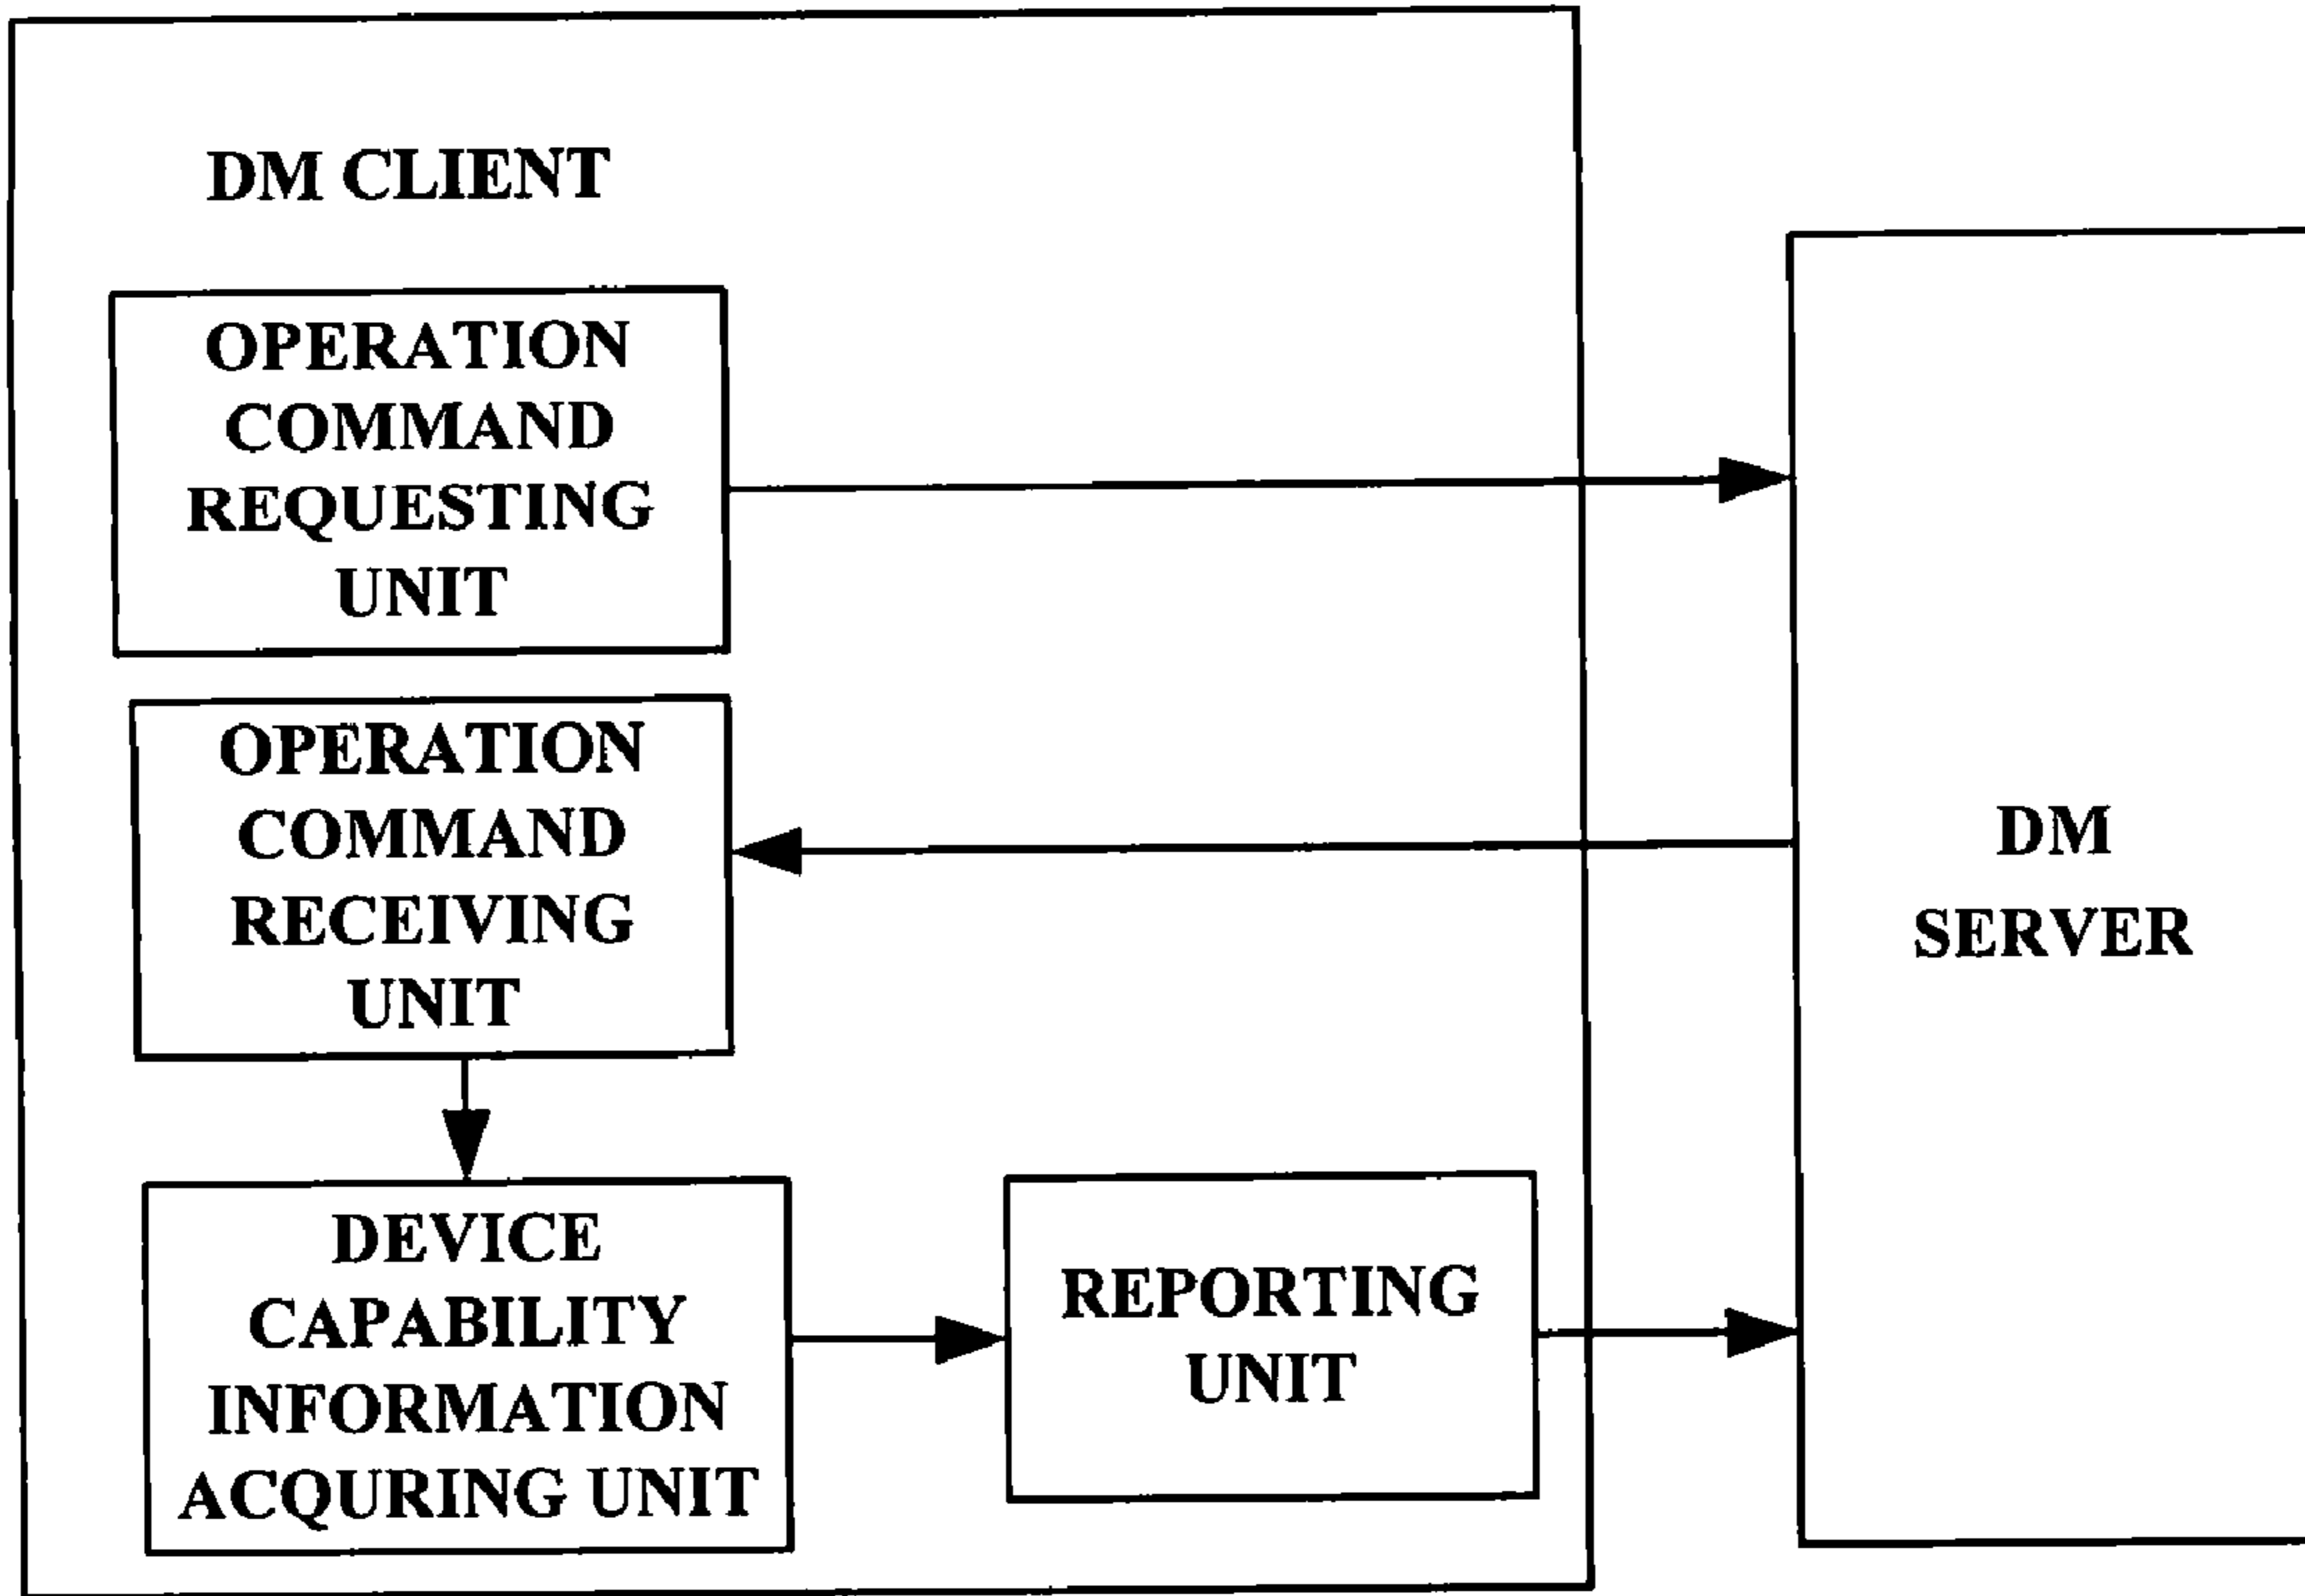 DM CLIENT
OPERATION
COMMAND
REQUESTING
UNIT
OPERATION
COMMAND
RECEIVING
UNIT
DM
SERVER
DEVICE
CAPABILITY
INFORMATION
ACQURING UNIT
REPORTING
UNIT